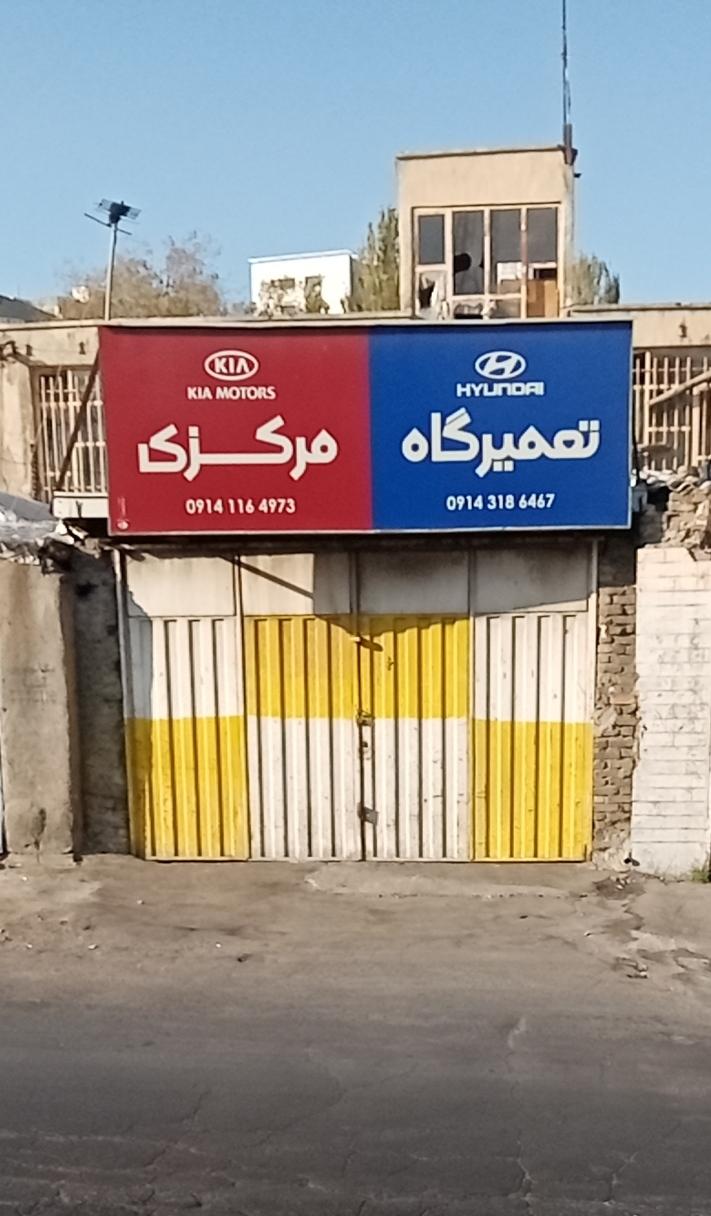 HYUNDAI
تعمیرگاه
0914 318 6467
KIA
KIA MOTORS
مرکزی
0914 116 4973